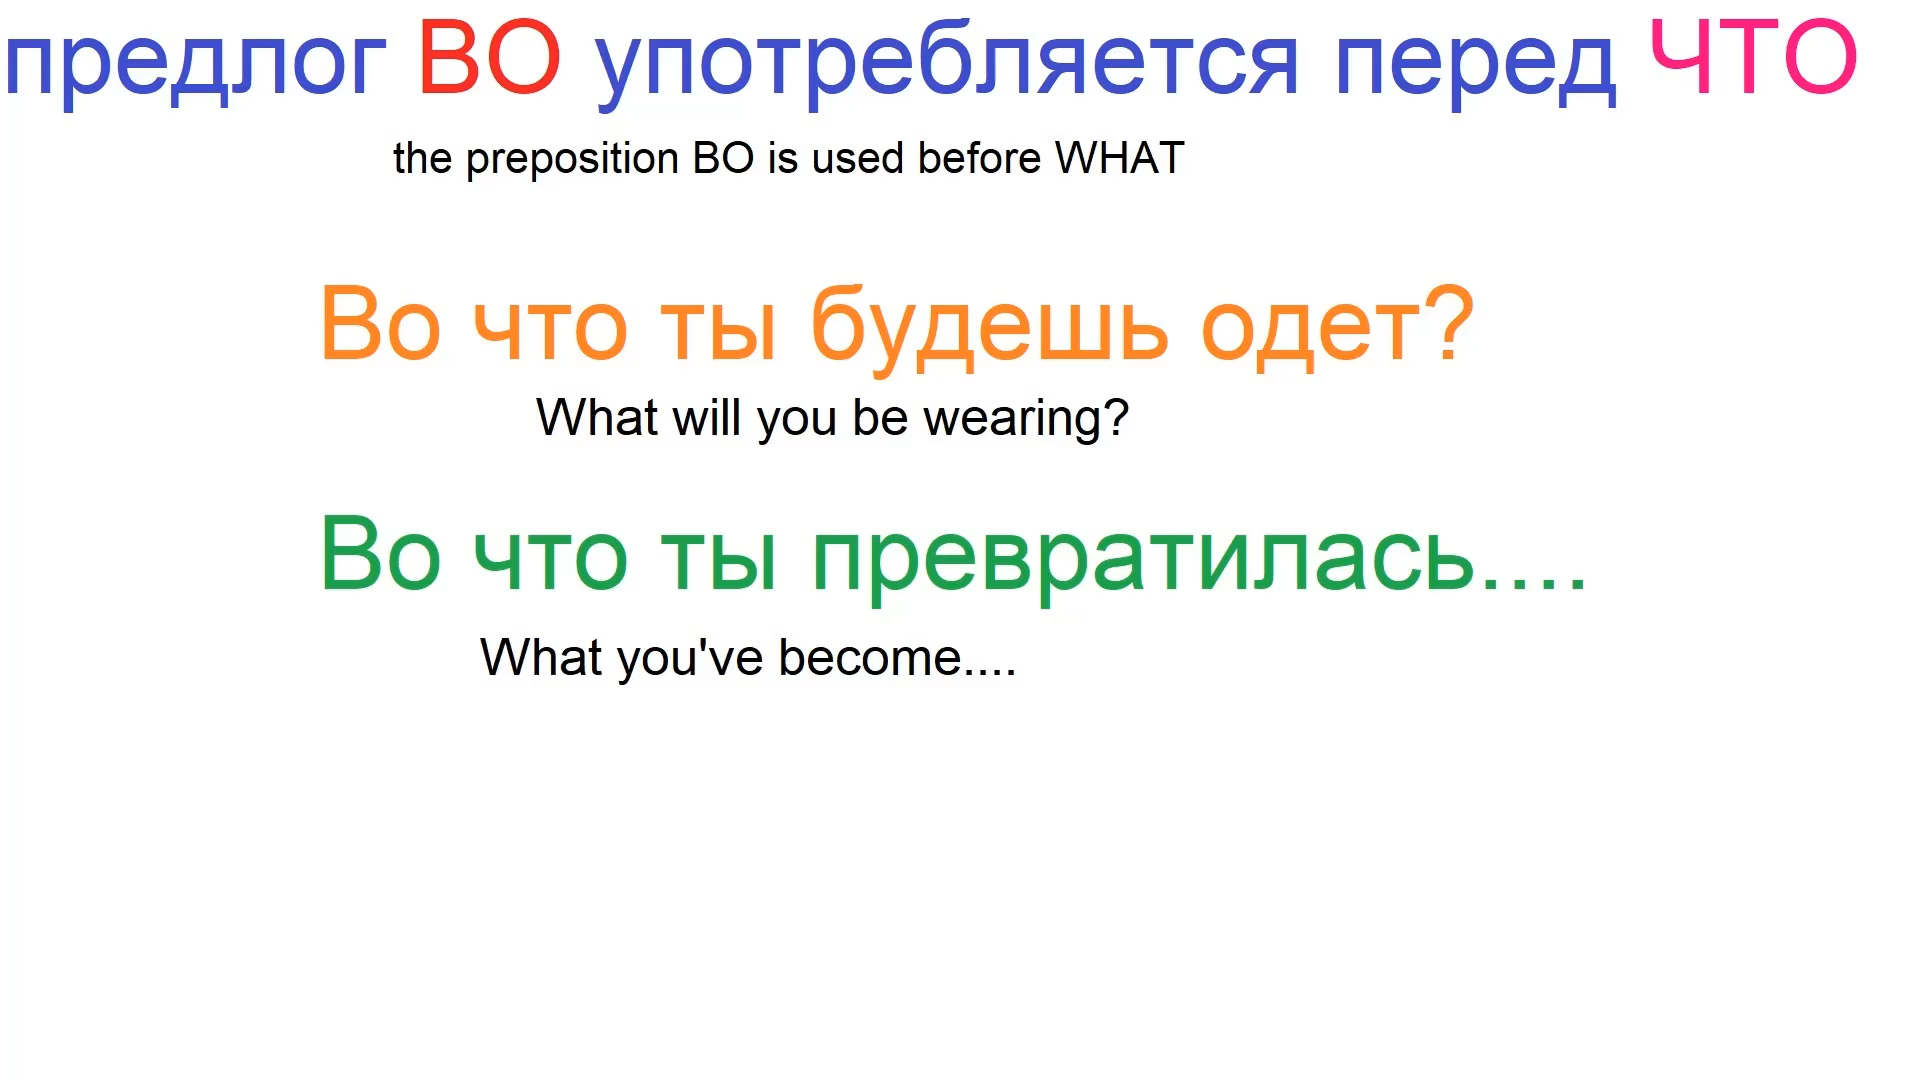 предлог ВО употребляется перед ЧТО
the preposition BO is used before WHAT
Во что ты будешь одет?
What will you be wearing?
Во что ты превратилась....
What you've become....